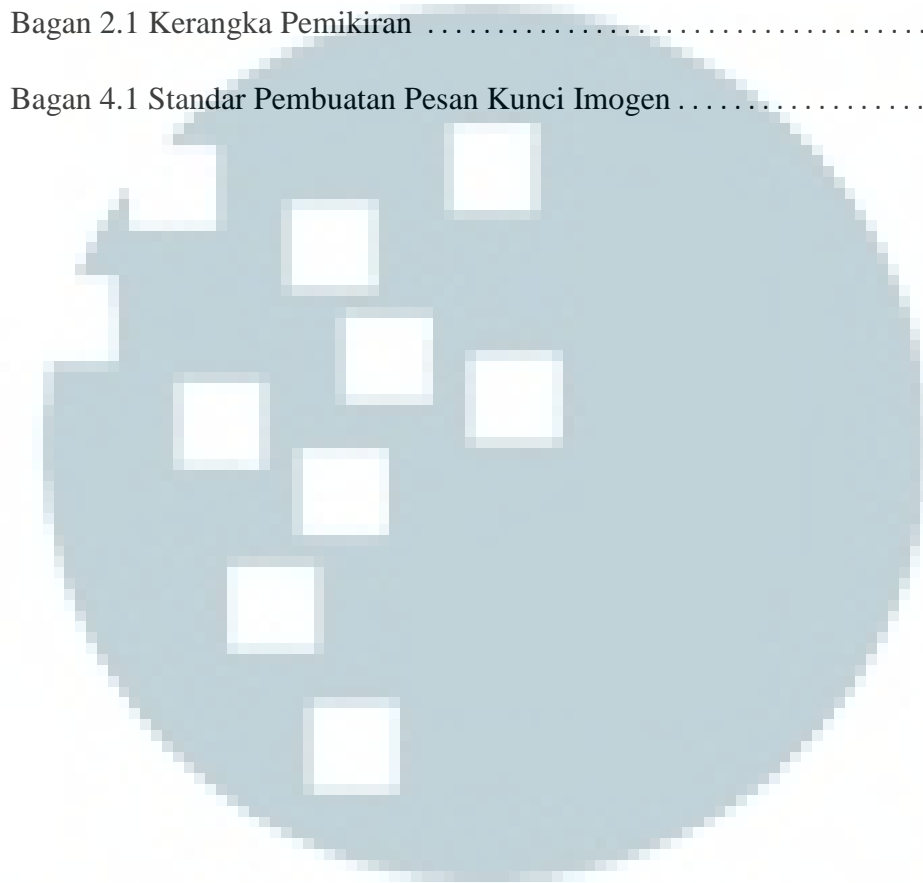 Bagan 2.1 Kerangka Pemikiran ......................................
Bagan 4.1 Standar Pembuatan Pesan Kunci Imogen ...................